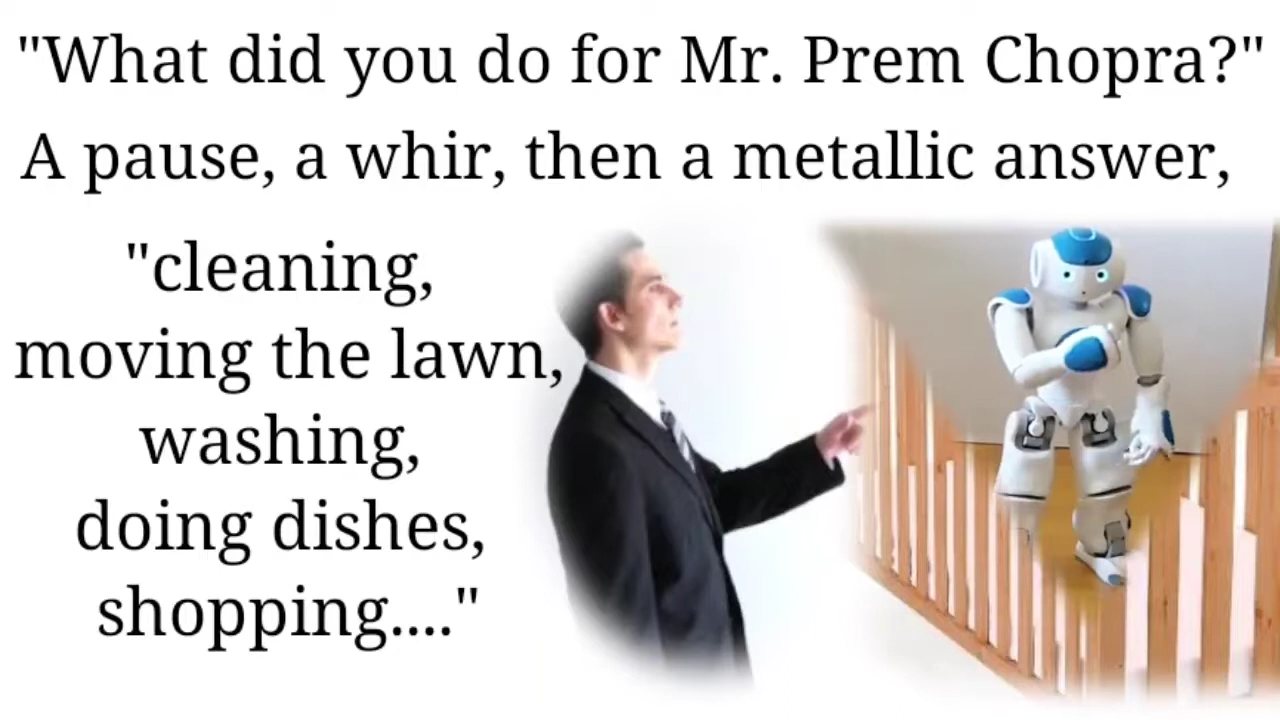 "What did you do for Mr. Prem Chopra?"
A pause, a whir, then a metallic answer,
"cleaning,
moving the lawn,
washing,
doing dishes,
shopping...."